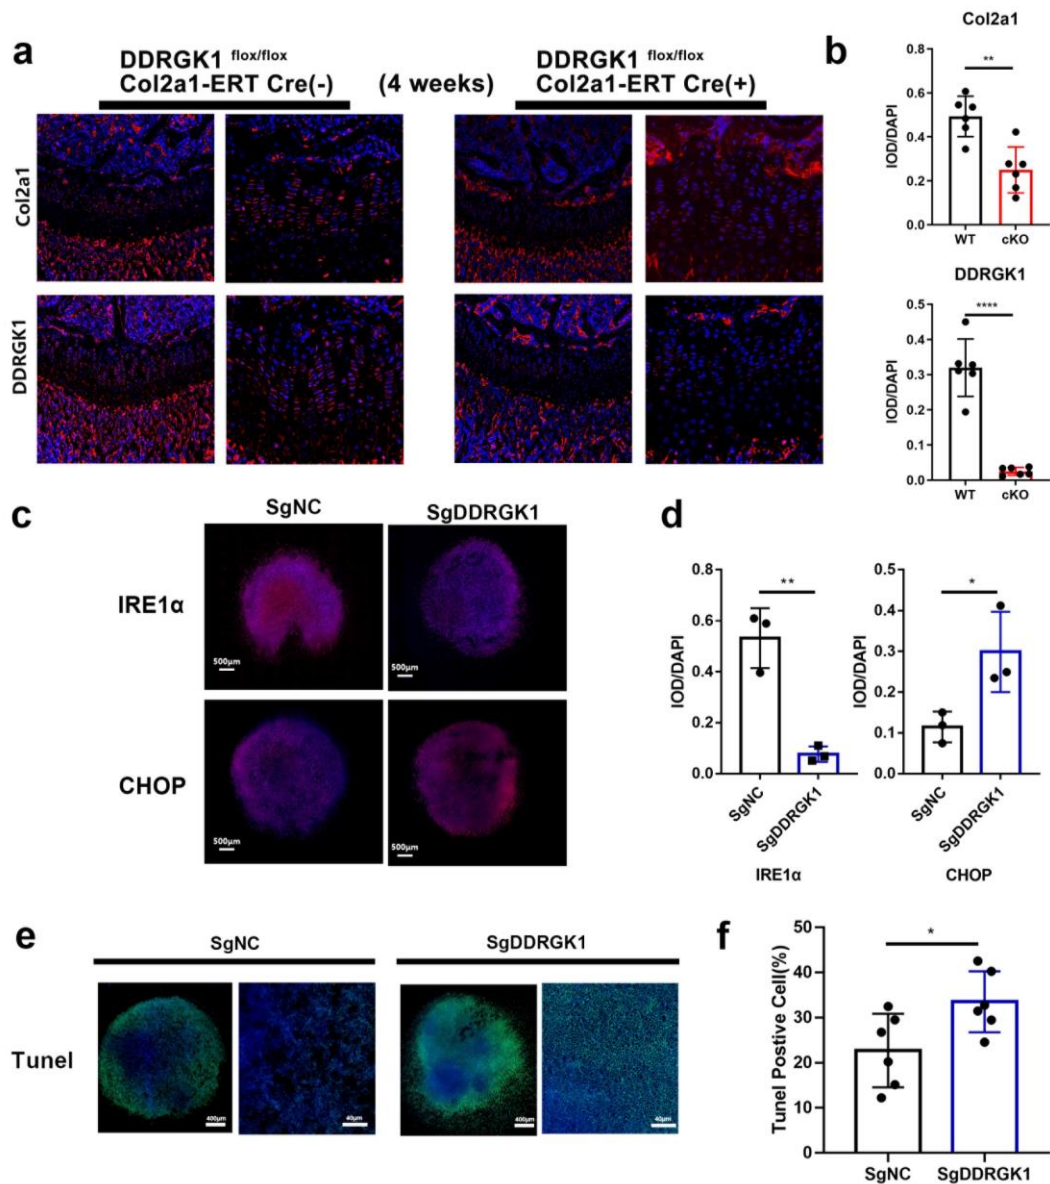 a
DDRGK1 flox/flox
Col2a1-ERT Cre(-)
(4 weeks)
DDRGK1 flox/flox
Col2a1-ERT Cre(+)
Col2a1
DDRGK1
b
Col2a1
IOD/DAPI
0.8
0.6
0.4
0.2
0.0
**
WT
cKO
DDRGK1
IOD/DAPI
0.5
0.4
0.3
0.2
0.1
0.0
****
WT
cKO
c
SgNC
SgDDRGK1
IRE1α
500μm
500μm
CHOP
500μm
500μm
d
IOD/DAPI
0.8
0.6
0.4
0.2
0.0
**
SgNC
SgDDRGK1
IRE1α
IOD/DAPI
0.5
0.4
0.3
0.2
0.1
0.0
*
SgNC
SgDDRGK1
CHOP
e
SgNC
SgDDRGK1
Tunel
400μm
40μm
400μm
40μm
f
Tunel Postive Cell(%)
50
40
30
20
10
0
*
SgNC
SgDDRGK1